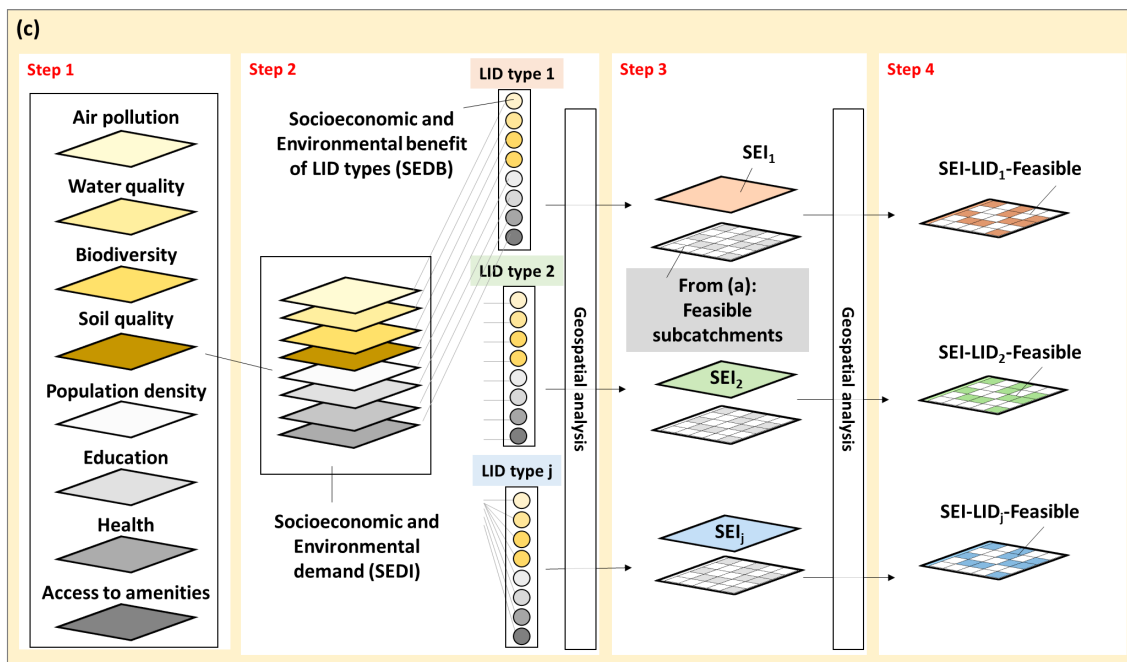 (c)
Step 1
Air pollution
Water quality
Biodiversity
Soil quality
Population density
Education
Health
Access to amenities
Step 2
LID type 1
Socioeconomic and
Environmental benefit
of LID types (SEDB)
LID type 2
LID type j
Socioeconomic and
Environmental
demand (SEDI)
Geospatial analysis
Step 3
SEI₁
From (a):
Feasible
subcatchments
SEI₂
SEIⱼ
Geospatial analysis
Step 4
SEI-LID₁-Feasible
SEI-LID₂-Feasible
SEI-LIDⱼ-Feasible